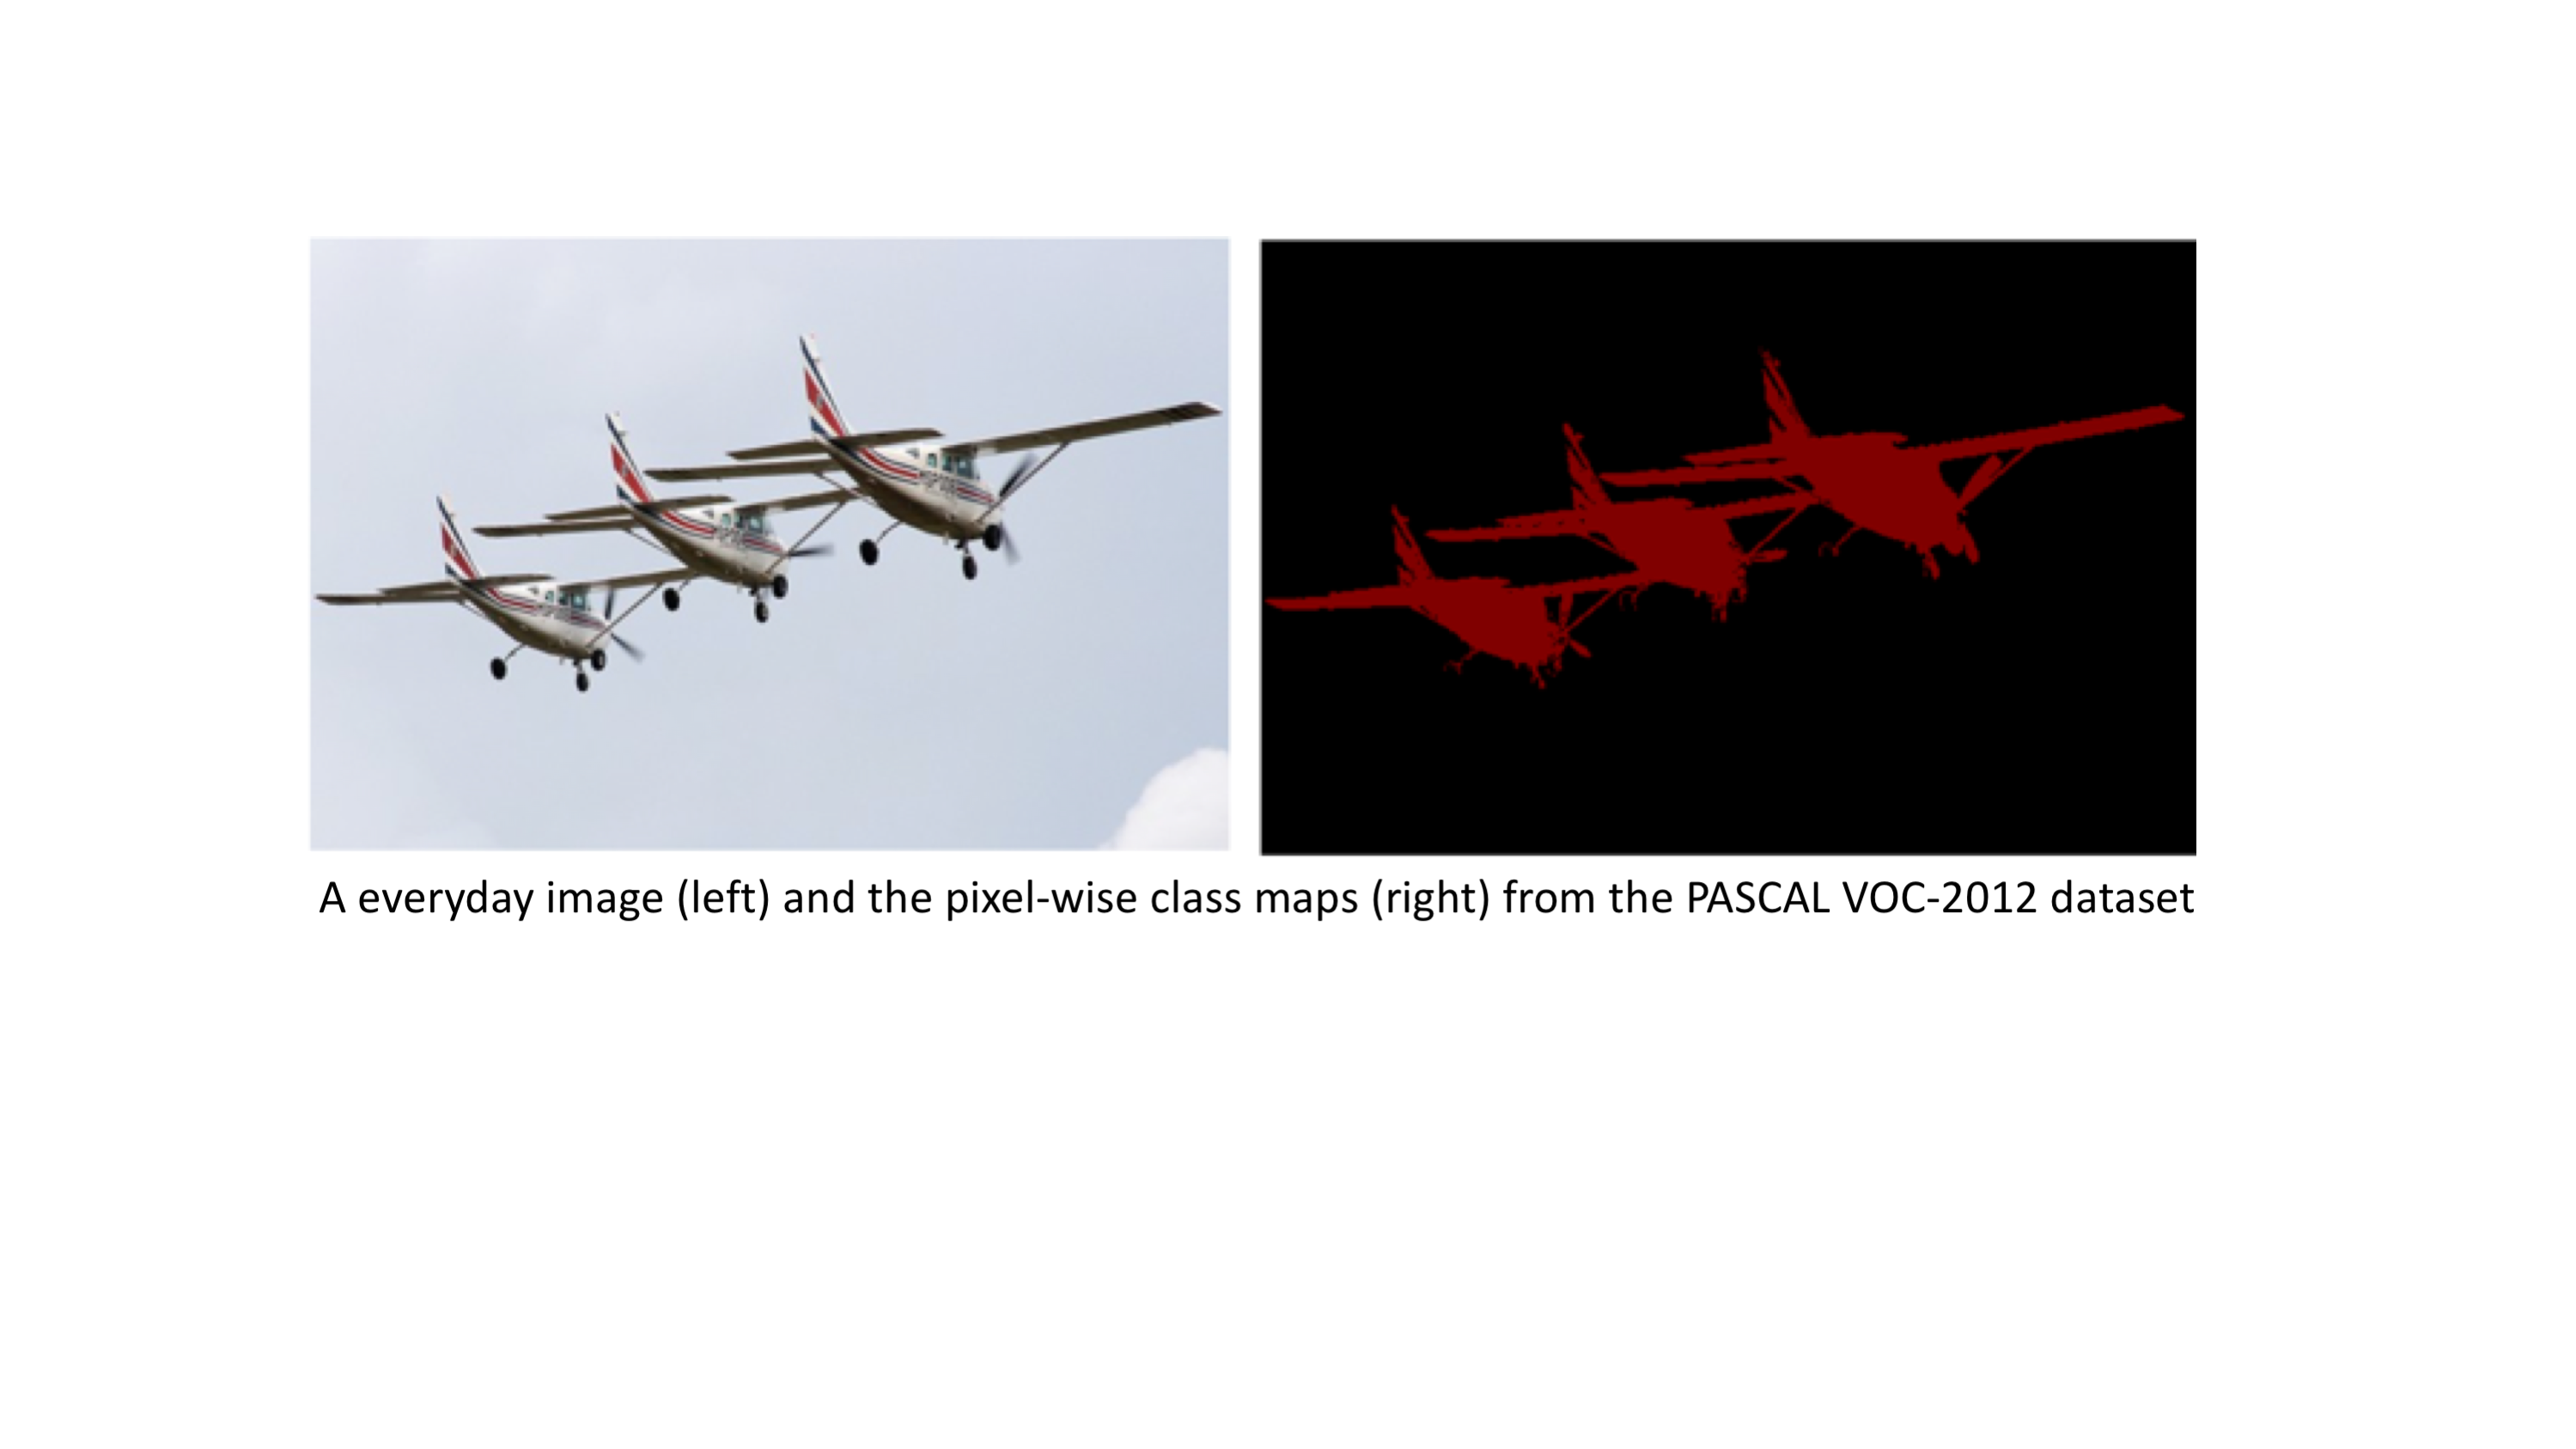 A everyday image (left) and the pixel-wise class maps (right) from the PASCAL VOC-2012 dataset